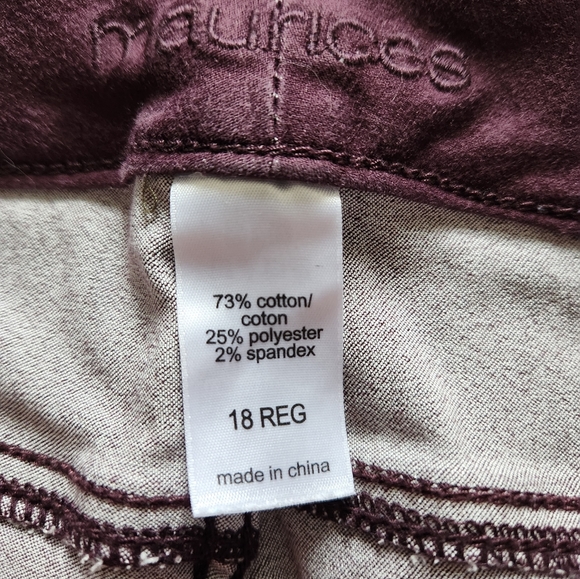 maurices
73% cotton/
coton
25% polyester
2% spandex
18 REG
made in china